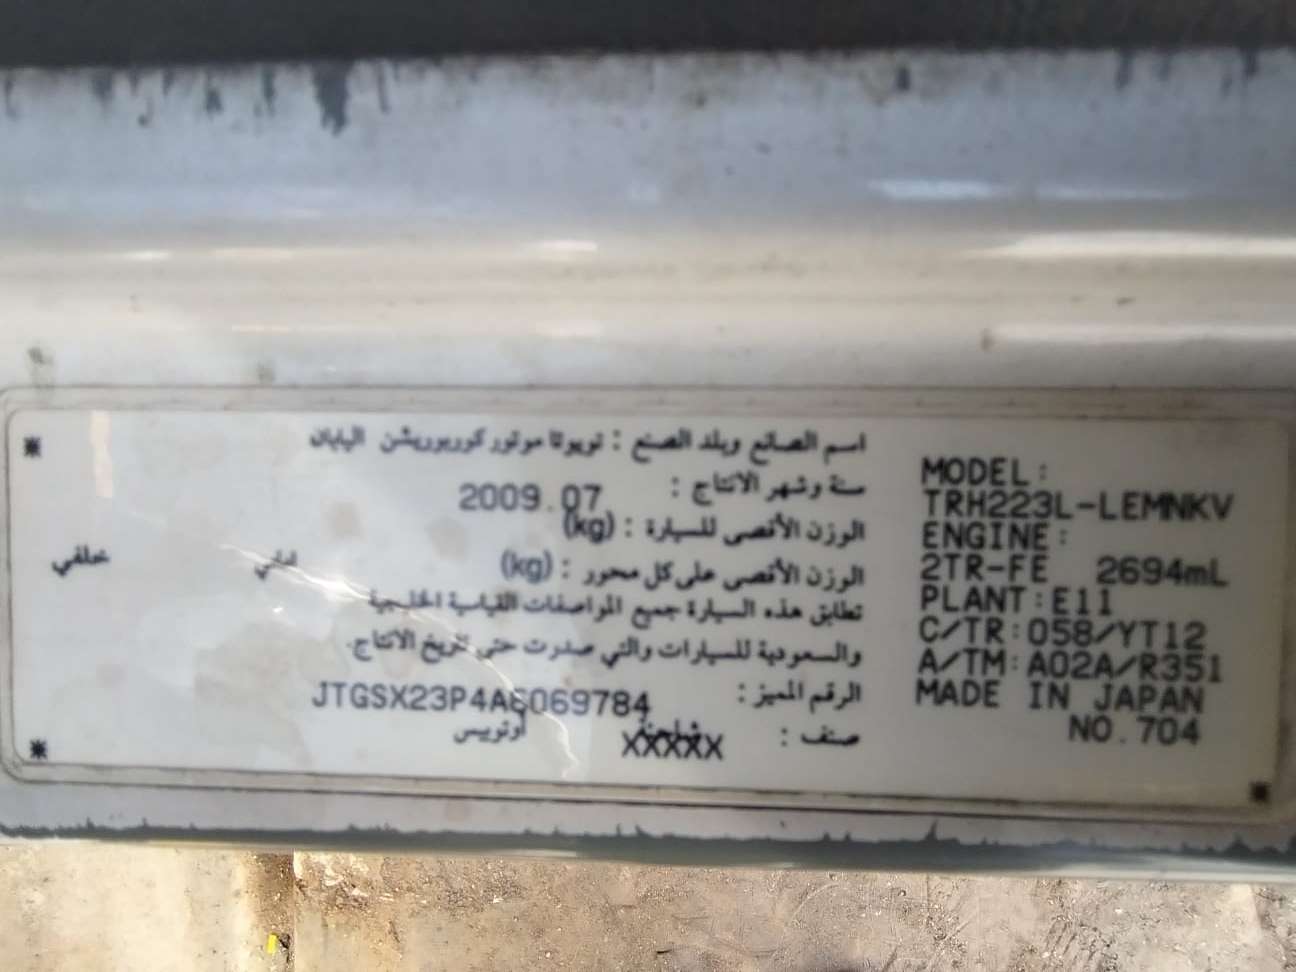 اسم الصانع وبلد الصنع : تويوتا موتور كوربوريشن اليابان
سنة وشهر الانتاج : 2009.07
الوزن الأقصى للسيارة : (kg)
الوزن الأقصى على كل محور : (kg) امامي خلفي
تطابق هذه السيارة جميع المواصفات القياسية الخليجية
والسعودية للسيارات والتي صدرت حتى تاريخ الانتاج.
الرقم المميز : JTGSX23P4A6069784
صنف : شاحنة XXXXX أوتوبيس
MODEL:
TRH223L-LEMNKV
ENGINE:
2TR-FE 2694mL
PLANT:E11
C/TR:058/YT12
A/TM:A02A/R351
MADE IN JAPAN
NO.704